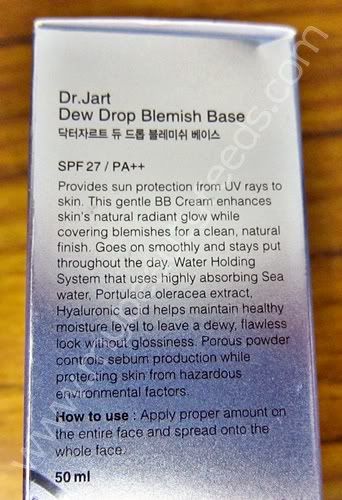 Dr.Jart
Dew Drop Blemish Base
닥터자르트 듀 드롭 블레미쉬 베이스
SPF 27 / PA++
Provides sun protection from UV rays to
skin. This gentle BB Cream enhances
skin's natural radiant glow while
covering blemishes for a clean, natural
finish. Goes on smoothly and stays put
throughout the day. Water Holding
System that uses highly absorbing Sea
water, Portulaca oleracea extract,
Hyaluronic acid helps maintain healthy
moisture level to leave a dewy, flawless
look without glossiness. Porous powder
controls sebum production while
protecting skin from hazardous
environmental factors.
How to use : Apply proper amount on
the entire face and spread onto the
whole face.
50 ml